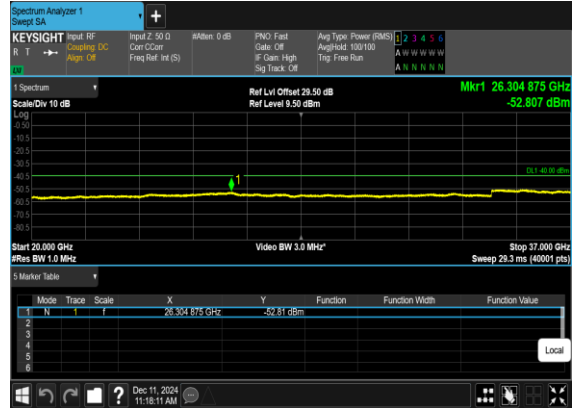 Spectrum Analyzer 1
Swept SA
+
KEYSIGHT
R T
LW
Input: RF
Coupling: DC
Align: Off
Input Z: 50 Ω
Corr CCorr
Freq Ref: Int (S)
#Atten: 0 dB
PNO: Fast
Gate: Off
IF Gain: High
Sig Track: Off
Avg Type: Power (RMS)
Avg|Hold: 100/100
Trig: Free Run
1 2 3 4 5 6
A W W W W W
A N N N N N
1 Spectrum
Scale/Div 10 dB
Ref Lvl Offset 29.50 dB
Ref Level 9.50 dBm
Mkr1 26.304 875 GHz
-52.807 dBm
Log
-0.50
-10.5
-20.5
-30.5
DL1 -40.00 dBm
-40.5
1
-50.5
-60.5
-70.5
-80.5
Start 20.000 GHz
#Res BW 1.0 MHz
Video BW 3.0 MHz*
Stop 37.000 GHz
Sweep 29.3 ms (40001 pts)
5 Marker Table
Mode Trace Scale X Y Function Function Width Function Value
1 N 1 f 26.304 875 GHz -52.81 dBm
2
3
4
5
6
Local
?
Dec 11, 2024
11:18:11 AM